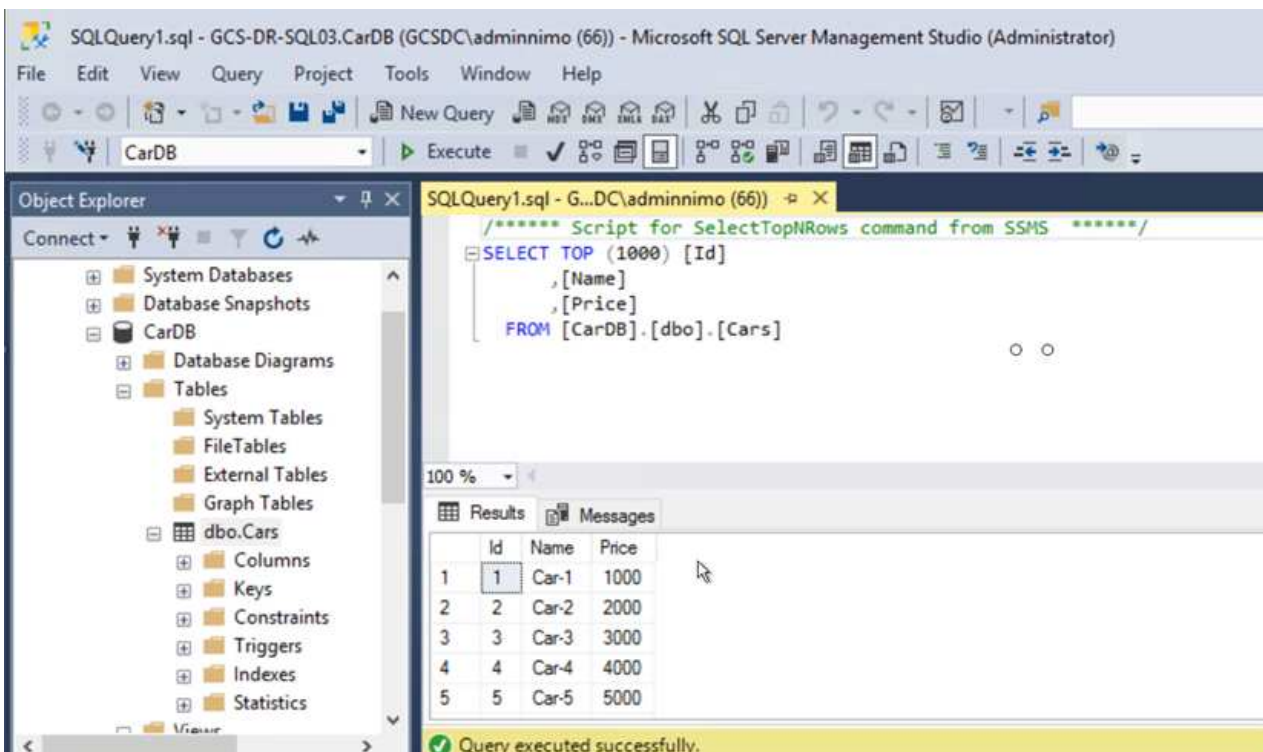 SQLQuery1.sql - GCS-DR-SQL03.CarDB (GCSDC\adminnimo (66)) - Microsoft SQL Server Management Studio (Administrator)
File Edit View Query Project Tools Window Help
New Query MDX DMX XMLA DAX
CarDB Execute
Object Explorer
Connect
System Databases
Database Snapshots
CarDB
Database Diagrams
Tables
System Tables
FileTables
External Tables
Graph Tables
dbo.Cars
Columns
Keys
Constraints
Triggers
Indexes
Statistics
Views
SQLQuery1.sql - G...DC\adminnimo (66))
/****** Script for SelectTopNRows command from SSMS ******/
SELECT TOP (1000) [Id]
,[Name]
,[Price]
FROM [CarDB].[dbo].[Cars]
100 %
Results Messages
Id Name Price
1 1 Car-1 1000
2 2 Car-2 2000
3 3 Car-3 3000
4 4 Car-4 4000
5 5 Car-5 5000
Query executed successfully.